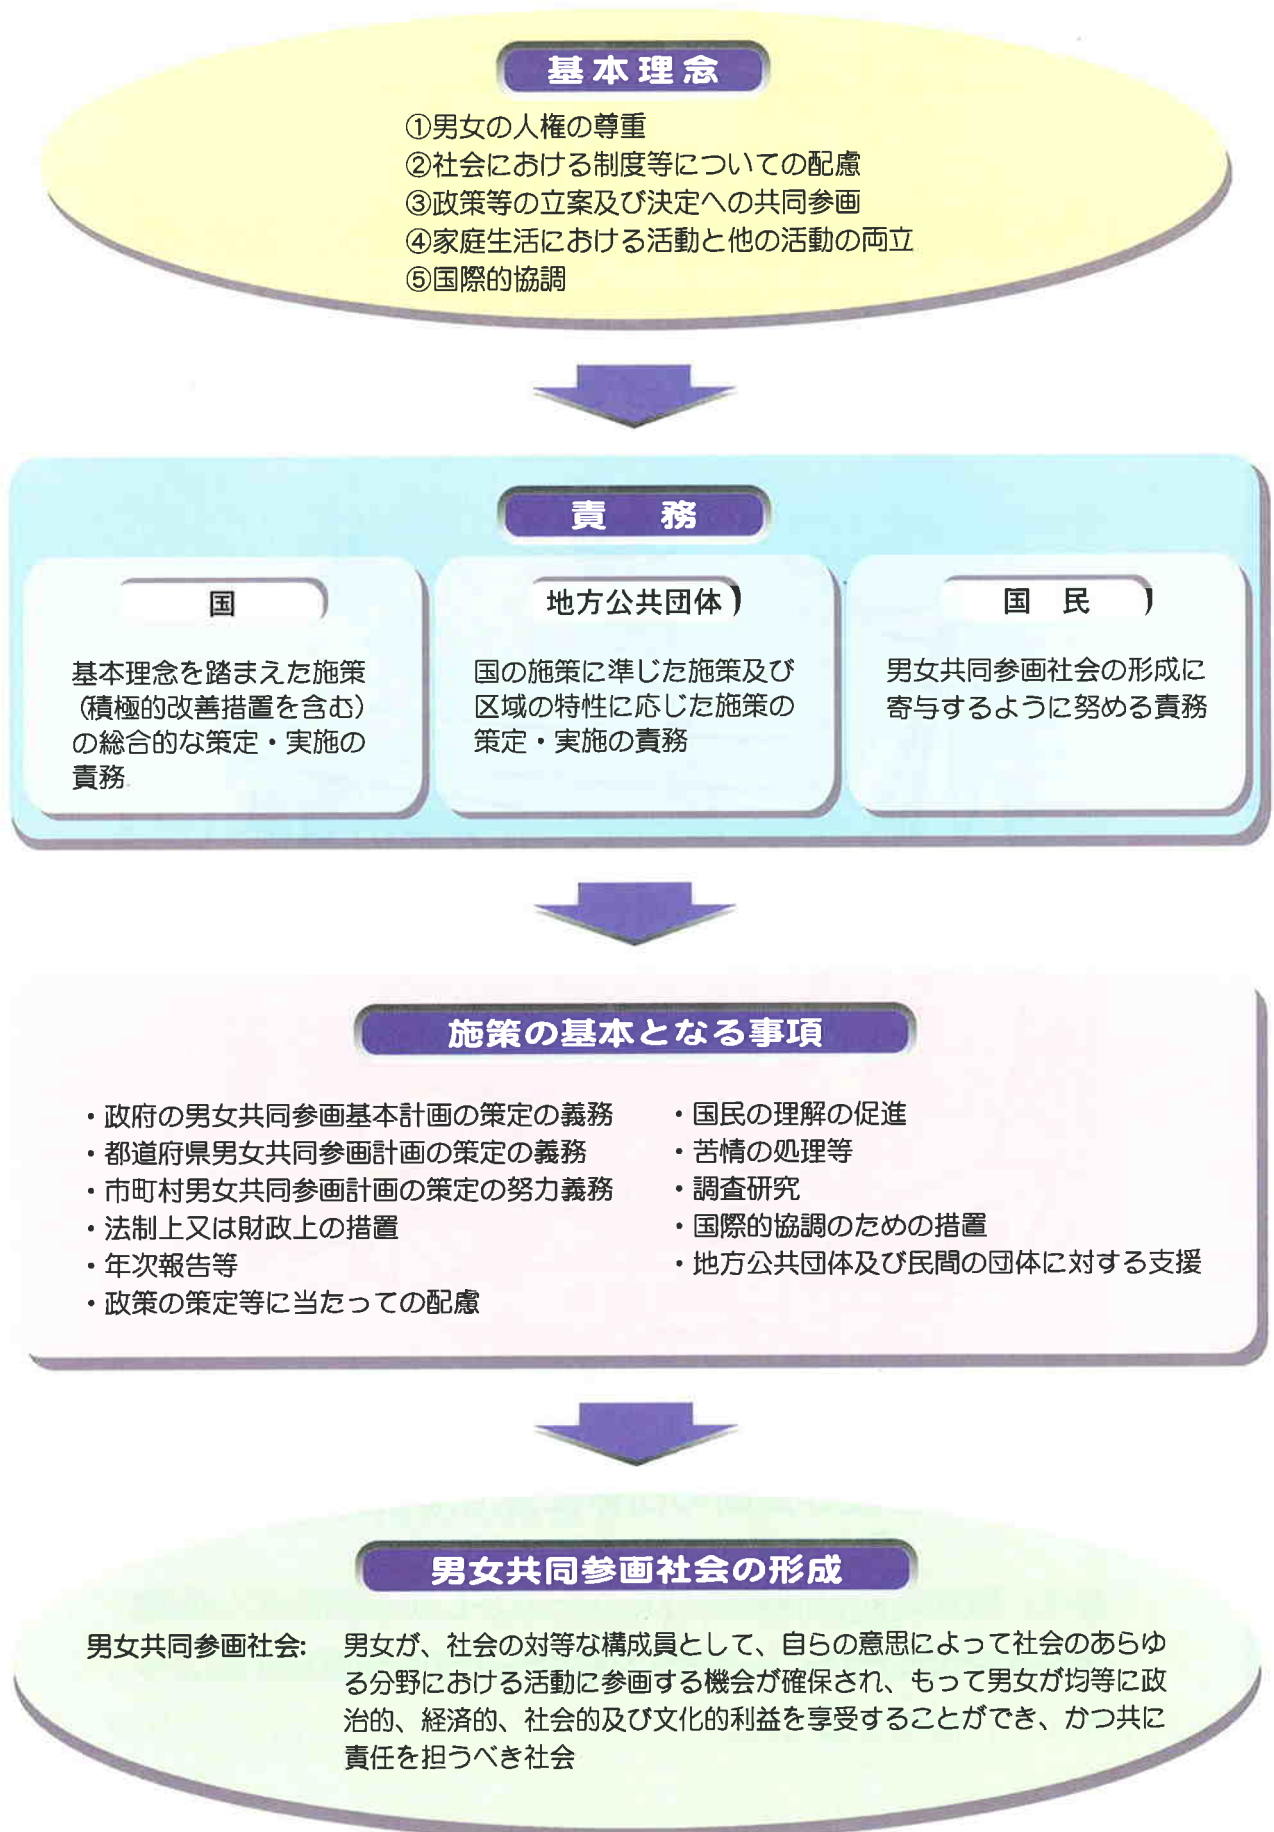 基本理念
①男女の人権の尊重
②社会における制度等についての配慮
③政策等の立案及び決定への共同参画
④家庭生活における活動と他の活動の両立
⑤国際的協調
責　務
国
基本理念を踏まえた施策
（積極的改善措置を含む）
の総合的な策定・実施の
責務
地方公共団体
国の施策に準じた施策及び
区域の特性に応じた施策の
策定・実施の責務
国　民
男女共同参画社会の形成に
寄与するように努める責務
施策の基本となる事項
・政府の男女共同参画基本計画の策定の義務
・都道府県男女共同参画計画の策定の義務
・市町村男女共同参画計画の策定の努力義務
・法制上又は財政上の措置
・年次報告等
・政策の策定等に当たっての配慮
・国民の理解の促進
・苦情の処理等
・調査研究
・国際的協調のための措置
・地方公共団体及び民間の団体に対する支援
男女共同参画社会の形成
男女共同参画社会:　男女が、社会の対等な構成員として、自らの意思によって社会のあらゆ
る分野における活動に参画する機会が確保され、もって男女が均等に政
治的、経済的、社会的及び文化的利益を享受することができ、かつ共に
責任を担うべき社会